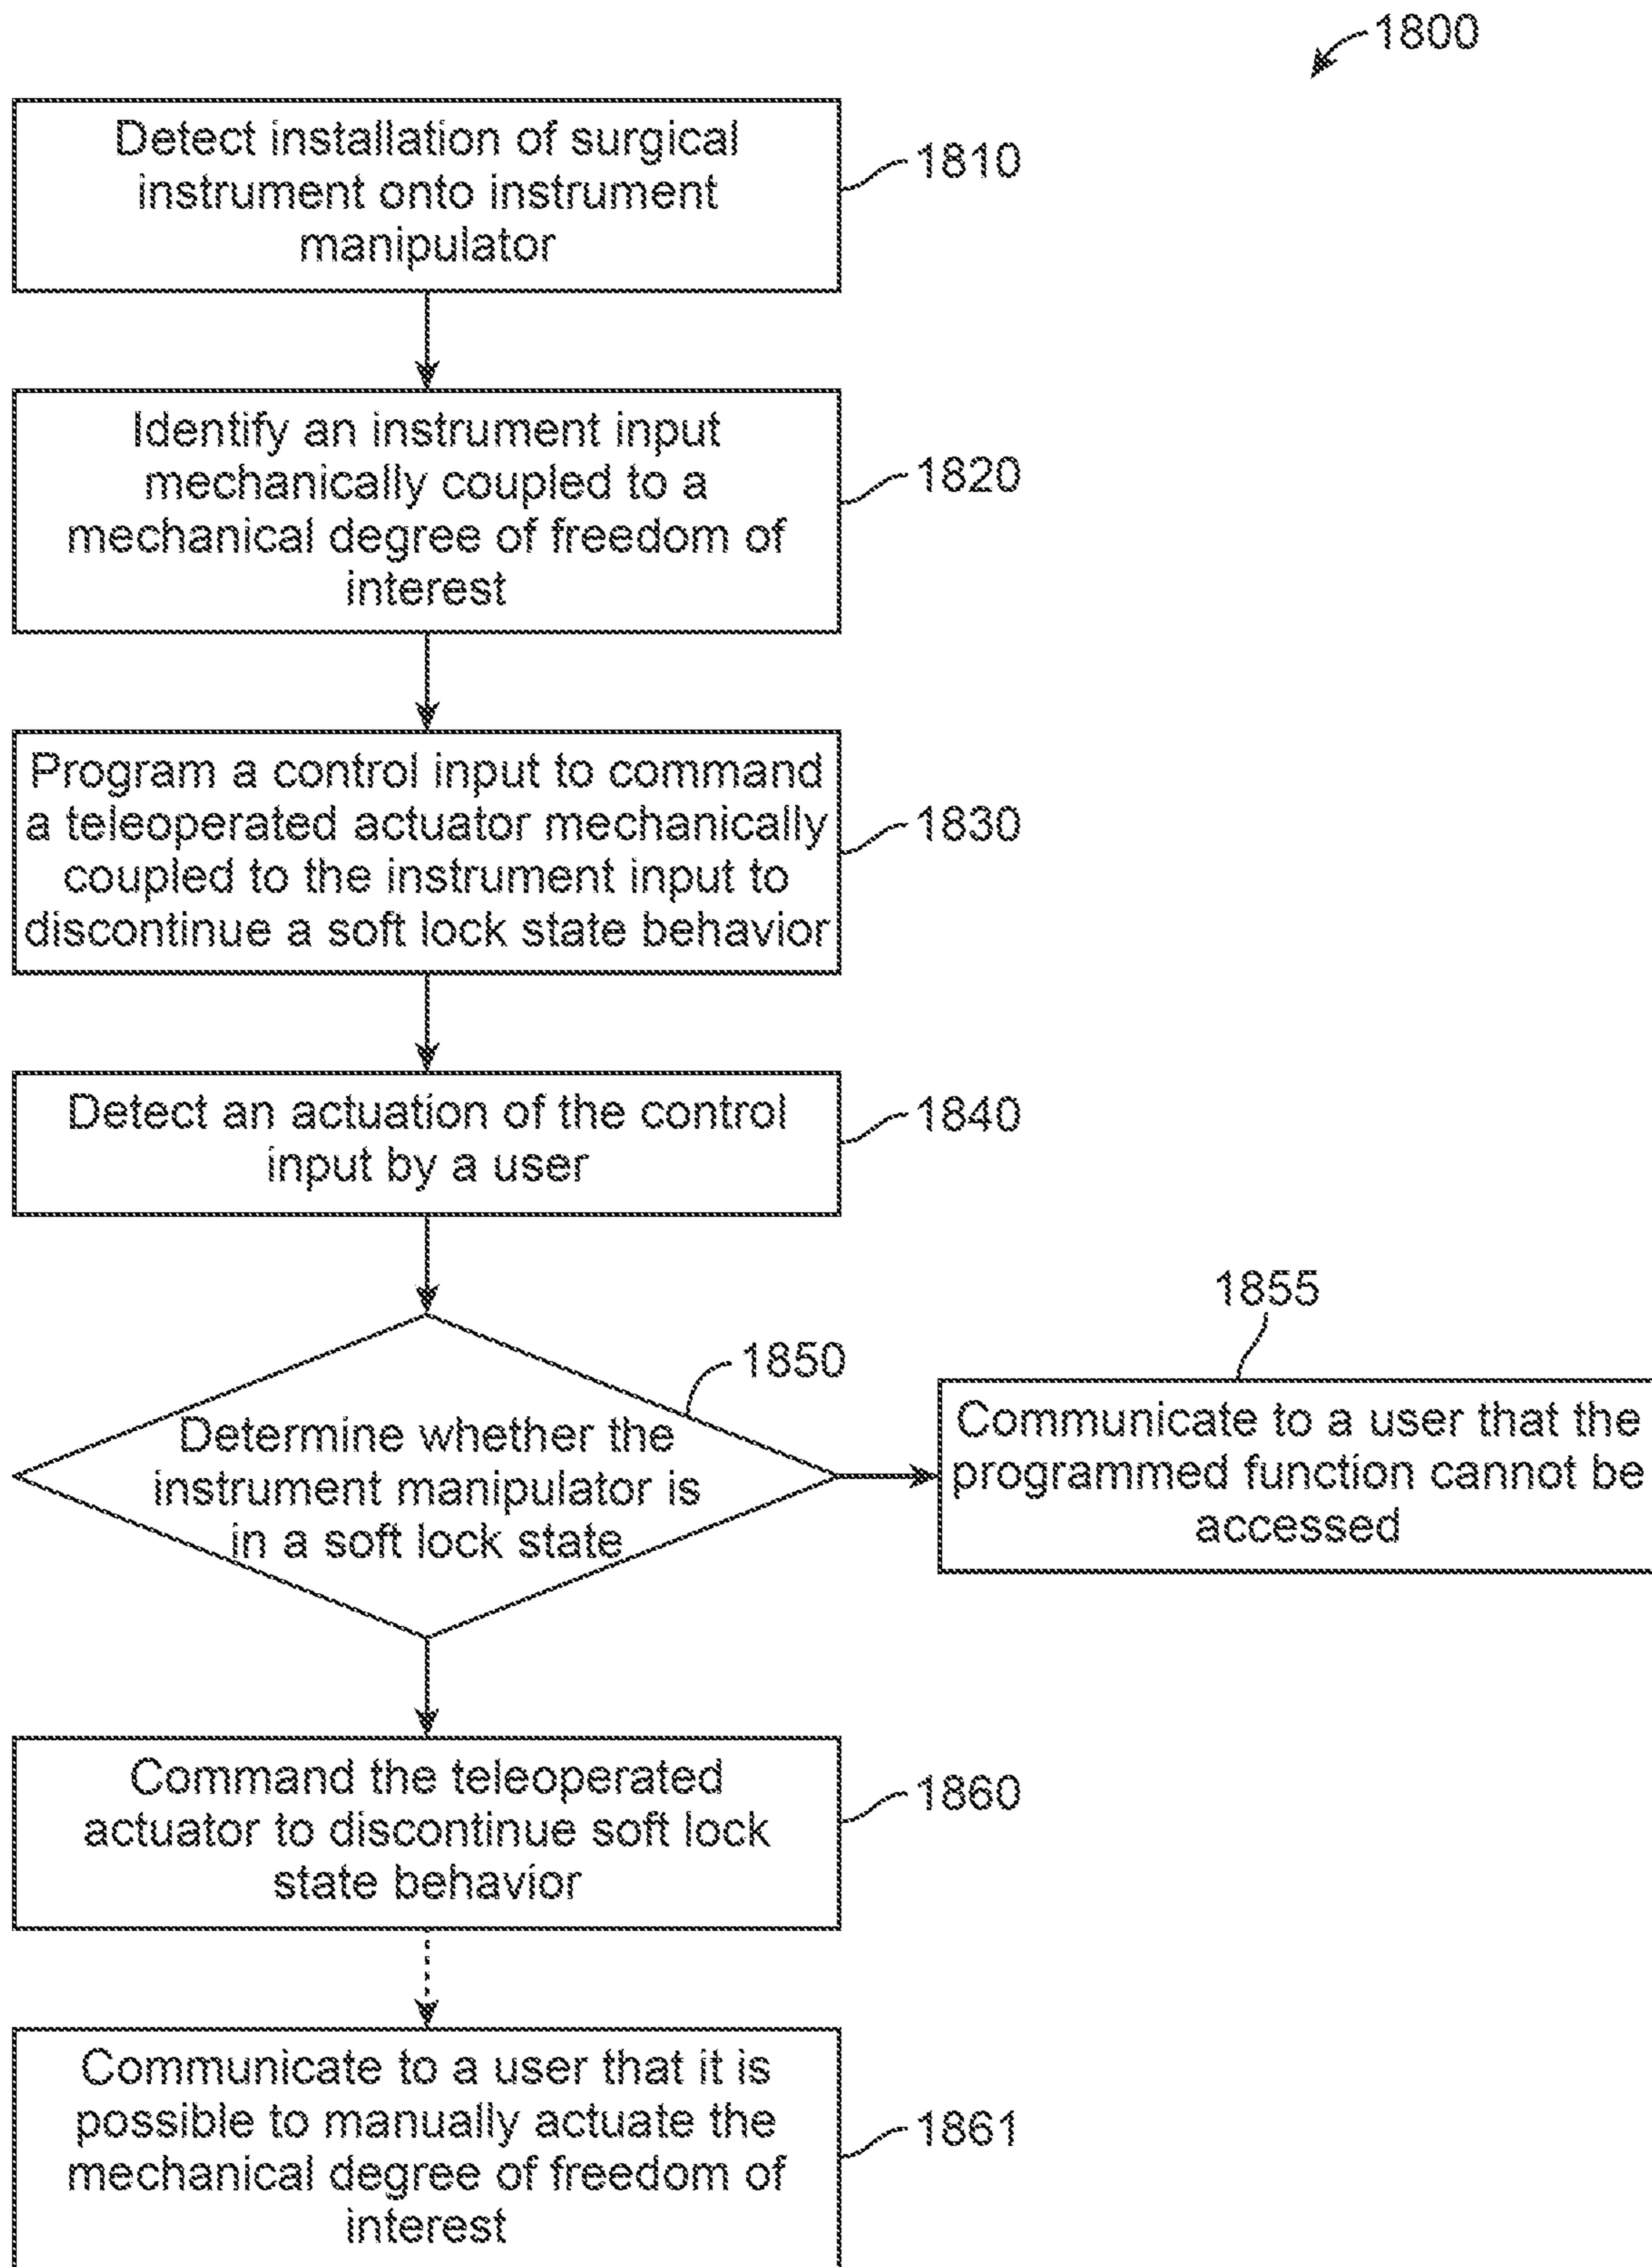 1800
Detect installation of surgical
instrument onto instrument
manipulator
1810
Identify an instrument input
mechanically coupled to a
mechanical degree of freedom of
interest
1820
Program a control input to command
a teleoperated actuator mechanically
coupled to the instrument input to
discontinue a soft lock state behavior
1830
Detect an actuation of the control
input by a user
1840
Determine whether the
instrument manipulator is
in a soft lock state
1850
1855
Communicate to a user that the
programmed function cannot be
accessed
Command the teleoperated
actuator to discontinue soft lock
state behavior
1860
Communicate to a user that it is
possible to manually actuate the
mechanical degree of freedom of
interest
1861